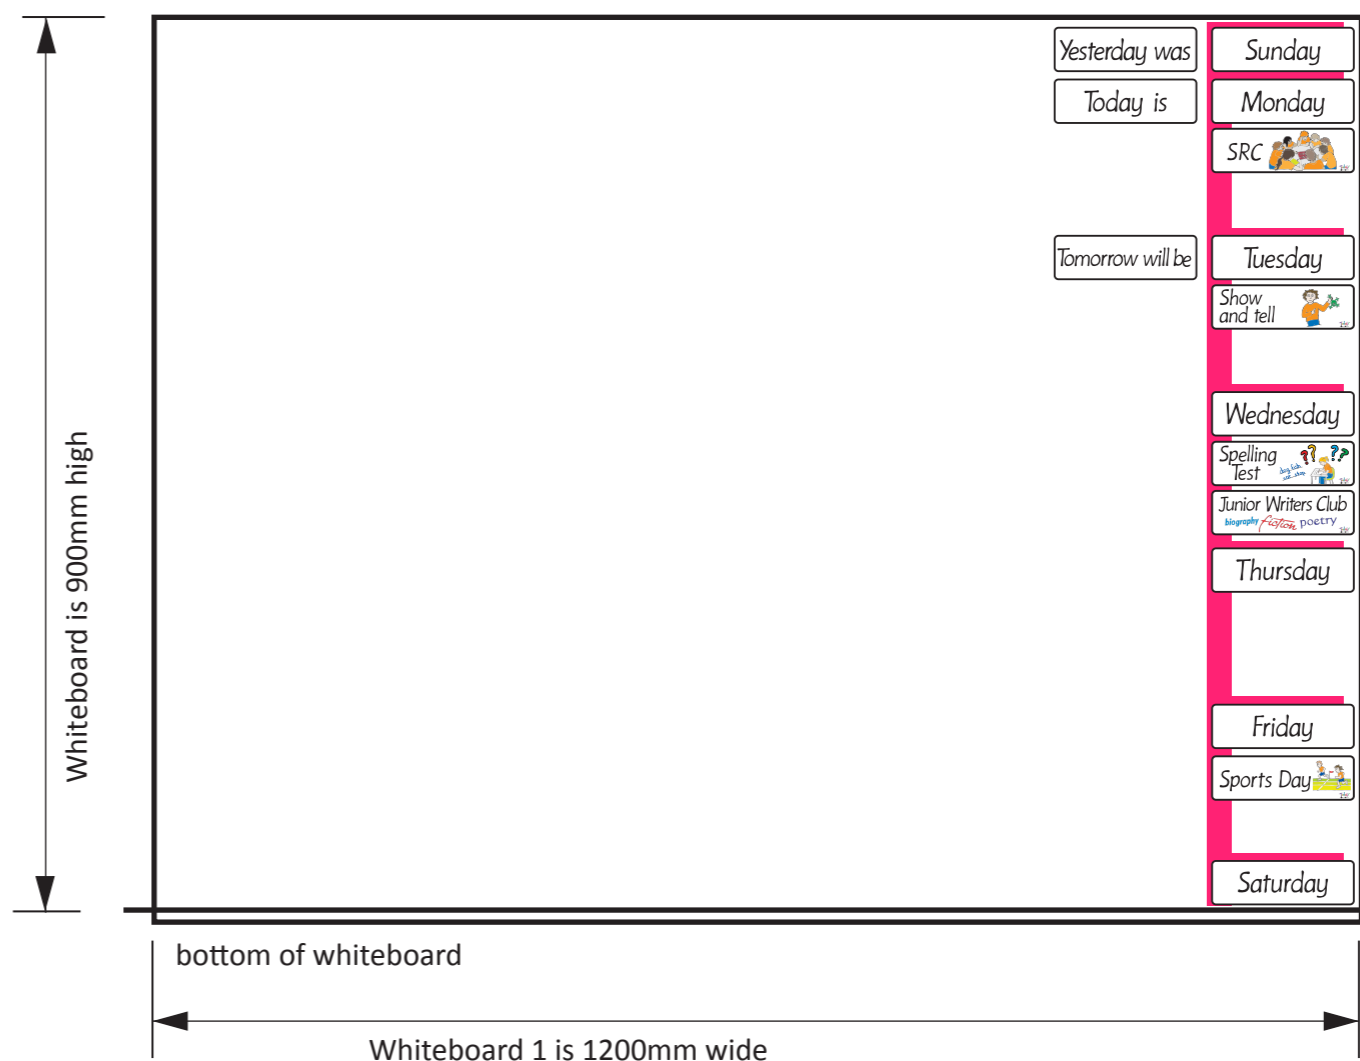 Yesterday was Sunday
Today is Monday
SRC
Tomorrow will be Tuesday
Show
and tell
Wednesday
Spelling
Test
Junior Writers Club
biography fiction poetry
Thursday
Friday
Sports Day
Saturday
Whiteboard is 900mm high
bottom of whiteboard
Whiteboard 1 is 1200mm wide